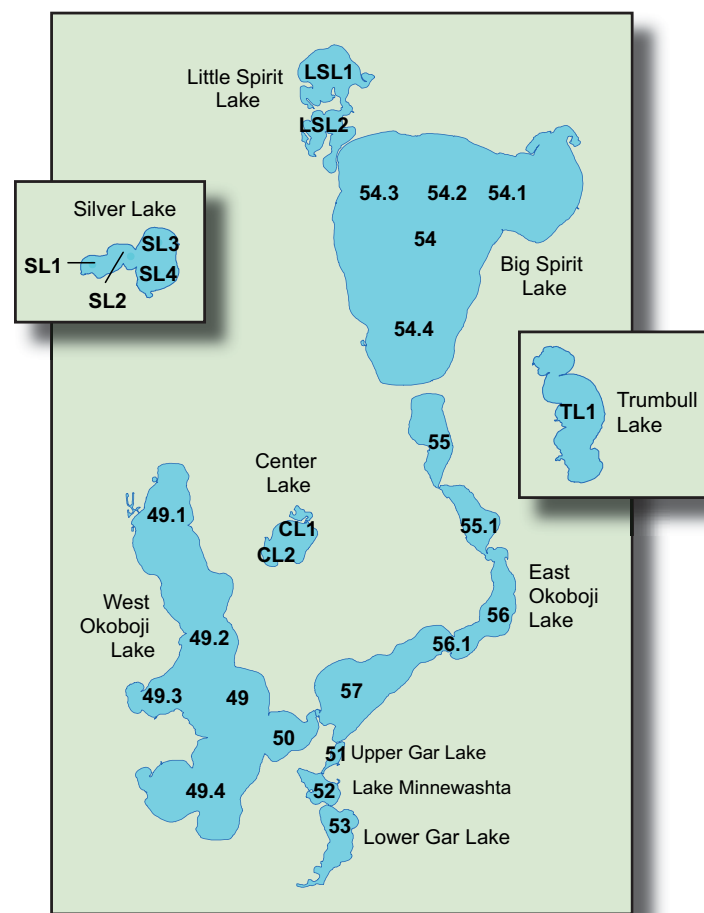 Little Spirit
Lake
LSL1
LSL2
54.3
54.2
54.1
54
54.4
Big Spirit
Lake
Silver Lake
SL1
SL2
SL3
SL4
TL1
Trumbull
Lake
55
55.1
Center
Lake
CL1
CL2
49.1
West
Okoboji
Lake
49.2
49.3
49
49.4
50
East
Okoboji
Lake
56
56.1
57
51
Upper Gar Lake
52
Lake Minnewashta
53
Lower Gar Lake